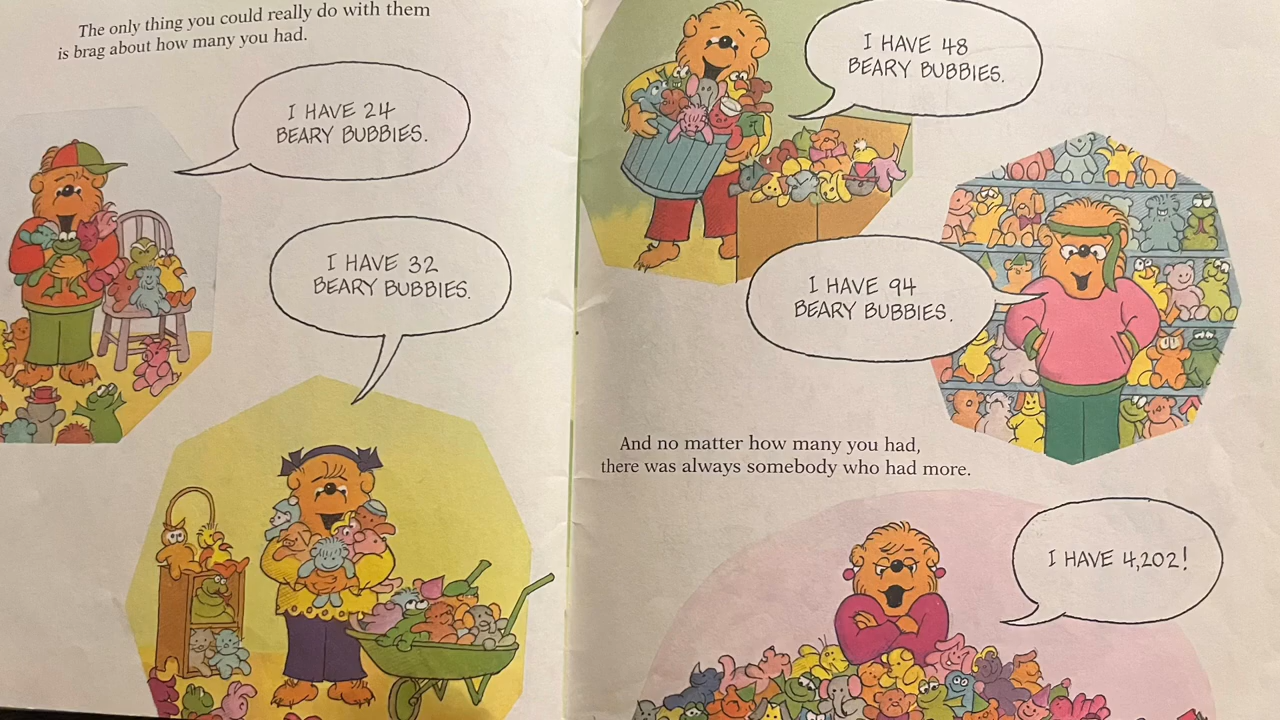 The only thing you could really do with them
is brag about how many you had.
I HAVE 24
BEARY BUBBIES.
I HAVE 32
BEARY BUBBIES.
I HAVE 48
BEARY BUBBIES.
I HAVE 94
BEARY BUBBIES.
And no matter how many you had,
there was always somebody who had more.
I HAVE 4,202!